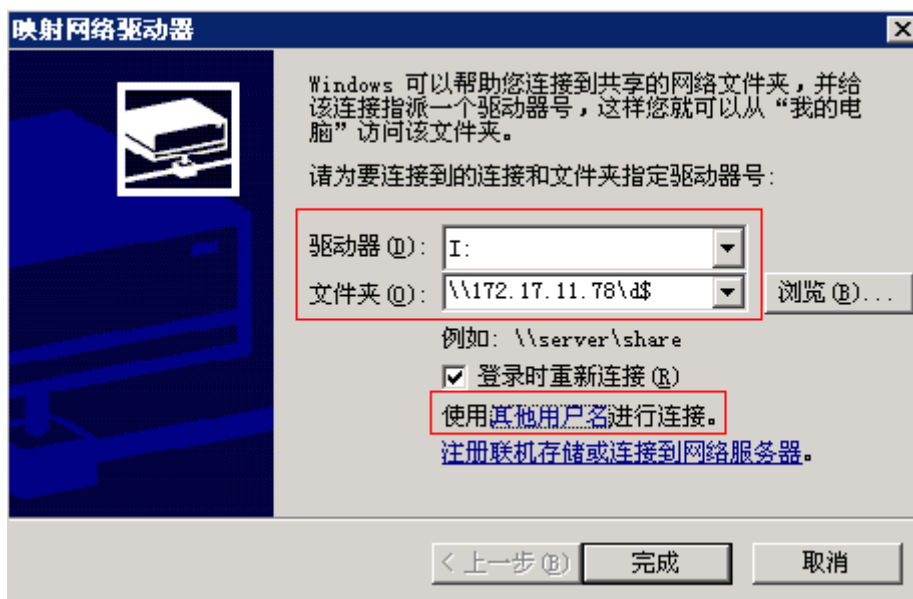 映射网络驱动器
Windows 可以帮助您连接到共享的网络文件夹，并给
该连接指派一个驱动器号，这样您就可以从“我的电
脑”访问该文件夹。
请为要连接到的连接和文件夹指定驱动器号：
驱动器(D)： I:
文件夹(O)： \\172.17.11.78\d$ 浏览(B)...
例如：\\server\share
登录时重新连接(R)
使用其他用户名进行连接。
注册联机存储或连接到网络服务器。
< 上一步(B) 完成 取消